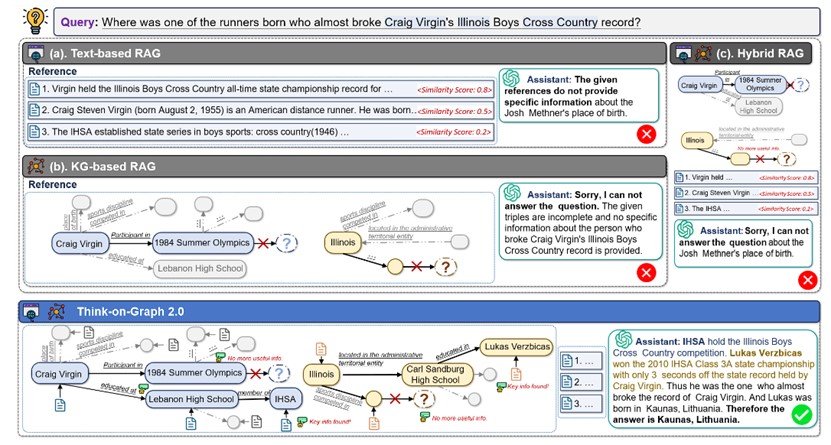 Query: Where was one of the runners born who almost broke Craig Virgin's Illinois Boys Cross Country record?
(a). Text-based RAG
Reference
1. Virgin held the Illinois Boys Cross Country all-time state championship record for … <Similarity Score: 0.8>
2. Craig Steven Virgin (born August 2, 1955) is an American distance runner. He was born… <Similarity Score: 0.5>
3. The IHSA established state series in boys sports: cross country(1946) … <Similarity Score: 0.2>
Assistant: The given
references do not provide
specific information about the
Josh Methner's place of birth.
(b). KG-based RAG
Reference
place of birth
sports discipline
competed in
Craig Virgin
Participant in
1984 Summer Olympics
?
educated at
Lebanon High School
Illinois
located in the administrative
territorial entity
?
Assistant: Sorry, I can not
answer the question. The given
triples are incomplete and no specific
information about the person who
broke Craig Virgin's Illinois Boys
Cross Country record is provided.
(c). Hybrid RAG
Participant
in
Craig Virgin
1984 Summer
Olympics
?
Lebanon
High School
located in the administrative
territorial entity
Illinois
No more useful info.
?
1. Virgin held … <Similarity Score: 0.8>
2. Craig Steven Virgin … <Similarity Score: 0.5>
3. The IHSA … <Similarity Score: 0.2>
Assistant: Sorry, I can not
answer the question about the
Josh Methner's place of birth.
Think-on-Graph 2.0
sports discipline
competed in
No more useful info.
Craig Virgin
Participant in
1984 Summer Olympics
?
educated at
Lebanon High School
member of
IHSA
Key info found!
Illinois
located in the administrative
territorial entity
Carl Sandburg
High School
educated in
Lukas Verzbicas
Key info found!
sports discipline
competed in
?
No more useful info.
1. …
2. …
3. …
Assistant: IHSA hold the Illinois Boys
Cross Country competition. Lukas Verzbicas
won the 2010 IHSA Class 3A state championship
with only 3 seconds off the state record held by
Craig Virgin. Thus he was the one who almost
broke the record of Craig Virgin. And Lukas was
born in Kaunas, Lithuania. Therefore the
answer is Kaunas, Lithuania.